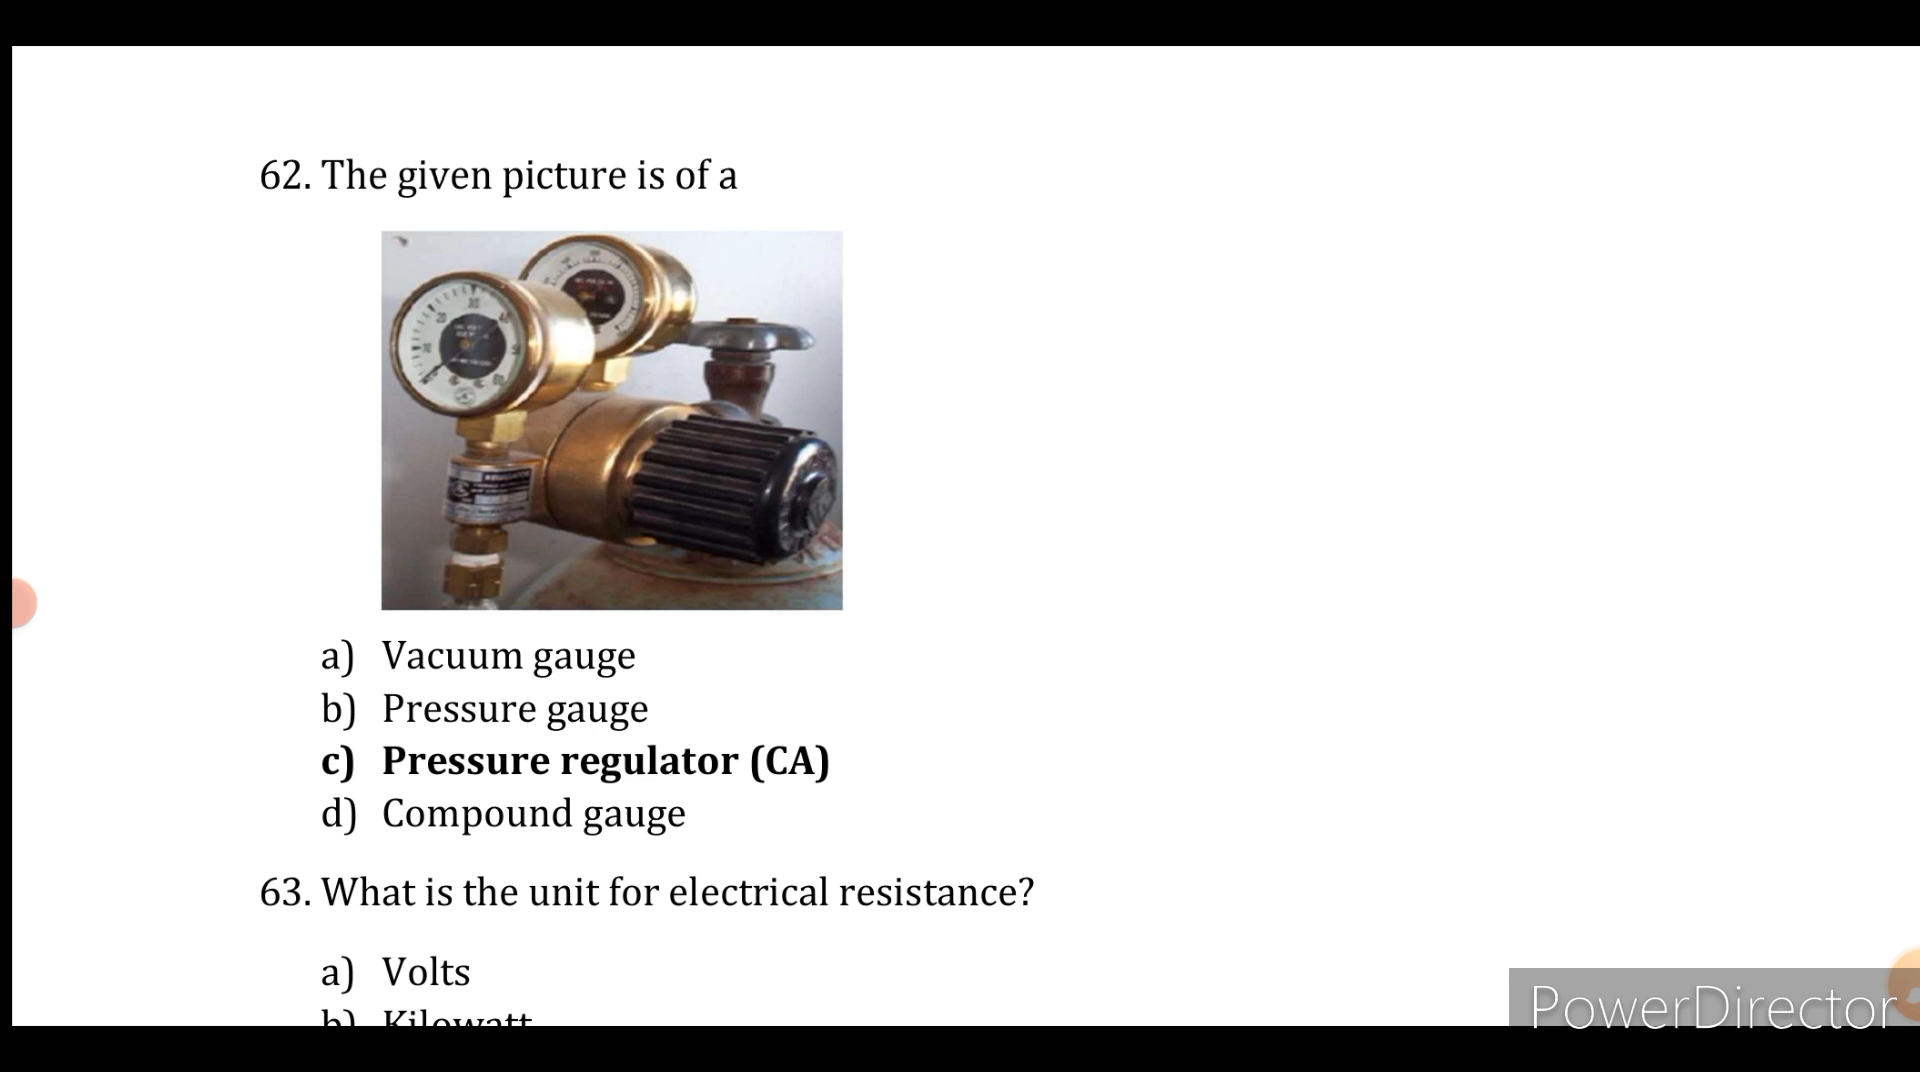 62. The given picture is of a
a) Vacuum gauge
b) Pressure gauge
c) Pressure regulator (CA)
d) Compound gauge
63. What is the unit for electrical resistance?
a) Volts
b) Kilowatt
PowerDirector